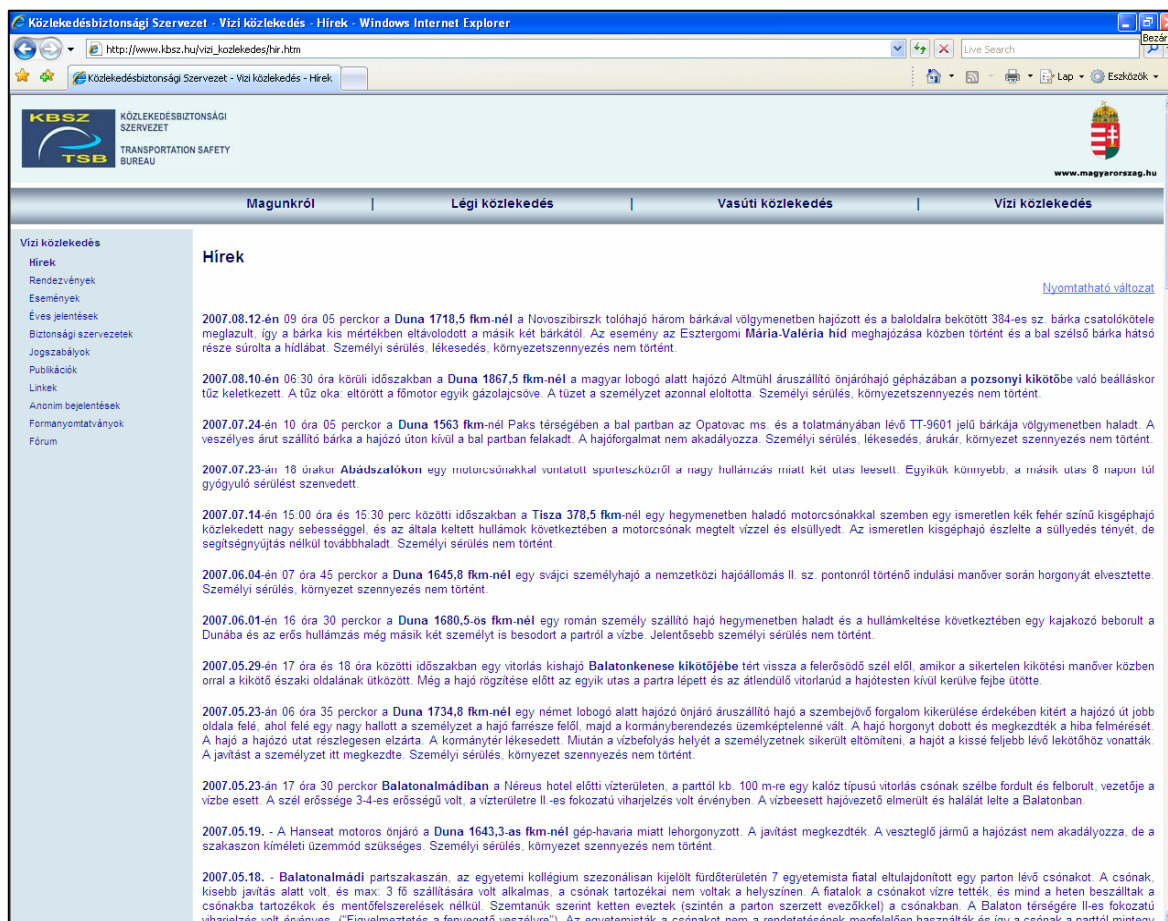 Közlekedésbiztonsági Szervezet - Vizi közlekedés - Hírek - Windows Internet Explorer
Bezár
http://www.kbsz.hu/vizi_kozlekedes/hir.htm
Live Search
Közlekedésbiztonsági Szervezet - Vizi közlekedés - Hírek
Lap
Eszközök
KBSZ
TSB
KÖZLEKEDÉSBIZTONSÁGI
SZERVEZET
TRANSPORTATION SAFETY
BUREAU
www.magyarorszag.hu
Magunkról | Légi közlekedés | Vasúti közlekedés | Vízi közlekedés
Vízi közlekedés
Hírek
Rendezvények
Események
Éves jelentések
Biztonsági szervezetek
Jogszabályok
Publikációk
Linkek
Anonim bejelentések
Formanyomtatványok
Fórum
Hírek
Nyomtatható változat
2007.08.12-én 09 óra 05 perckor a Duna 1718,5 fkm-nél a Novoszibirszk tolóhajó három bárkával völgymenetben hajózott és a baloldalra bekötött 384-es sz. bárka csatolókötele
meglazult, így a bárka kis mértékben eltávolodott a másik két bárkától. Az esemény az Esztergomi Mária-Valéria híd meghajózása közben történt és a bal szélső bárka hátsó
része súrolta a hídlábat. Személyi sérülés, lékesedés, környezetszennyezés nem történt.
2007.08.10-én 06:30 óra körüli időszakban a Duna 1867,5 fkm-nél a magyar lobogó alatt hajózó Altmühl áruszállító önjáróhajó gépházában a pozsonyi kikötőbe való beálláskor
tűz keletkezett. A tűz oka: eltörött a főmotor egyik gázolajcsöve. A tüzet a személyzet azonnal eloltotta. Személyi sérülés, környezetszennyezés nem történt.
2007.07.24-én 10 óra 05 perckor a Duna 1563 fkm-nél Paks térségében a bal partban az Opatovac ms. és a tolatmányában lévő TT-9601 jelű bárkája völgymenetben haladt. A
veszélyes árut szállító bárka a hajózó úton kívül a bal partban felakadt. A hajóforgalmat nem akadályozza. Személyi sérülés, lékesedés, árukár, környezet szennyezés nem történt.
2007.07.23-án 18 órakor Abádszalókon egy motorcsónakkal vontatott sporteszközről a nagy hullámzás miatt két utas leesett. Egyikük könnyebb, a másik utas 8 napon túl
gyógyuló sérülést szenvedett.
2007.07.14-én 15:00 óra és 15:30 perc közötti időszakban a Tisza 378,5 fkm-nél egy hegymenetben haladó motorcsónakkal szemben egy ismeretlen kék fehér színű kisgéphajó
közlekedett nagy sebességgel, és az általa keltett hullámok következtében a motorcsónak megtelt vízzel és elsüllyedt. Az ismeretlen kisgéphajó észlelte a süllyedés tényét, de
segítségnyújtás nélkül továbbhaladt. Személyi sérülés nem történt.
2007.06.04-én 07 óra 45 perckor a Duna 1645,8 fkm-nél egy svájci személyhajó a nemzetközi hajóállomás II. sz. pontonról történő indulási manőver során horgonyát elvesztette.
Személyi sérülés, környezet szennyezés nem történt.
2007.06.01-én 16 óra 30 perckor a Duna 1680,5-ös fkm-nél egy román személy szállító hajó hegymenetben haladt és a hullámkeltése következtében egy kajakozó beborult a
Dunába és az erős hullámzás még másik két személyt is besodort a partról a vízbe. Jelentősebb személyi sérülés nem történt.
2007.05.29-én 17 óra és 18 óra közötti időszakban egy vitorlás kishajó Balatonkenese kikötőjébe tért vissza a felerősödő szél elől, amikor a sikertelen kikötési manőver közben
orral a kikötő északi oldalának ütközött. Még a hajó rögzítése előtt az egyik utas a partra lépett és az átlendülő vitorlarúd a hajótesten kívül kerülve fejbe ütötte.
2007.05.23-án 06 óra 35 perckor a Duna 1734,8 fkm-nél egy német lobogó alatt hajózó önjáró áruszállító hajó a szembejövő forgalom kikerülése érdekében kitért a hajózó út jobb
oldala felé, ahol felé egy nagy hallott a személyzet a hajó farrésze felől, majd a kormányberendezés üzemképtelenné vált. A hajó horgonyt dobott és megkezdték a hiba felmérését.
A hajó a hajózó utat részlegesen elzárta. A kormánytér lékesedett. Miután a vízbefolyás helyét a személyzetnek sikerült eltömíteni, a hajót a kissé feljebb lévő lekötőhöz vonatták.
A javítást a személyzet itt megkezdte. Személyi sérülés, környezet szennyezés nem történt.
2007.05.23-án 17 óra 30 perckor Balatonalmádiban a Néreus hotel előtti vízterületen, a parttól kb. 100 m-re egy kalóz típusú vitorlás csónak szélbe fordult és felborult, vezetője a
vízbe esett. A szél erőssége 3-4-es erősségű volt, a vízterületre II.-es fokozatú viharjelzés volt érvényben. A vízbeesett hajóvezető elmerült és halálát lelte a Balatonban.
2007.05.19. - A Hanseat motoros önjáró a Duna 1643,3-as fkm-nél gép-havaria miatt lehorgonyzott. A javítást megkezdték. A veszteglő jármű a hajózást nem akadályozza, de a
szakaszon kíméleti üzemmód szükséges. Személyi sérülés, környezet szennyezés nem történt.
2007.05.18. - Balatonalmádi partszakaszán, az egyetemi kollégium szezonálisan kijelölt fürdőterületén 7 egyetemista fiatal eltulajdonított egy parton lévő csónakot. A csónak,
kisebb javítás alatt volt, és max: 3 fő szállítására volt alkalmas, a csónak tartozékai nem voltak a helyszínen. A fiatalok a csónakot vízre tették, és mind a heten beszálltak a
csónakba tartozékok és mentőfelszerelések nélkül. Szemtanúk szerint ketten eveztek (szintén a parton szerzett evezőkkel) a csónakban. A Balaton térségére II-es fokozatú
viharjelzés volt érvényes. ("Figyelmeztetés a fenyegető veszélyre"). Az egyetemisták a csónakot nem a rendetetésének megfelelően használták és így a csónak a parttól mintegy